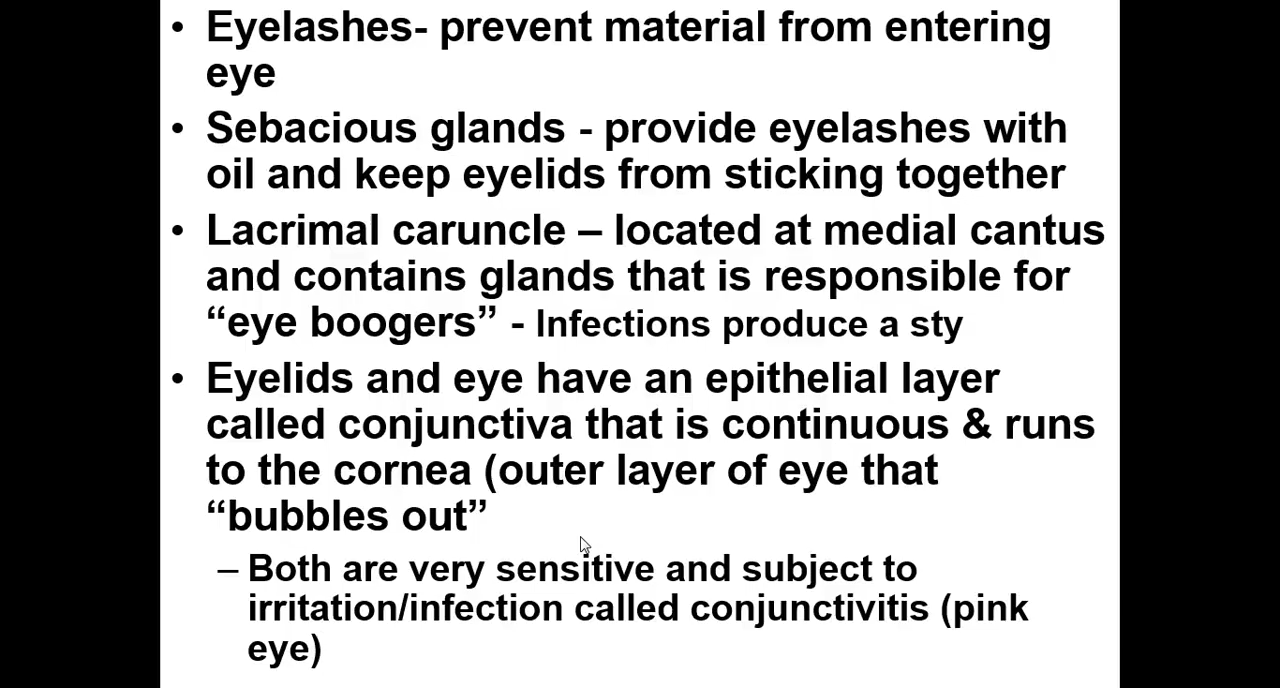 • Eyelashes- prevent material from entering
eye
• Sebacious glands - provide eyelashes with
oil and keep eyelids from sticking together
• Lacrimal caruncle – located at medial cantus
and contains glands that is responsible for
“eye boogers” - Infections produce a sty
• Eyelids and eye have an epithelial layer
called conjunctiva that is continuous & runs
to the cornea (outer layer of eye that
“bubbles out”
– Both are very sensitive and subject to
irritation/infection called conjunctivitis (pink
eye)